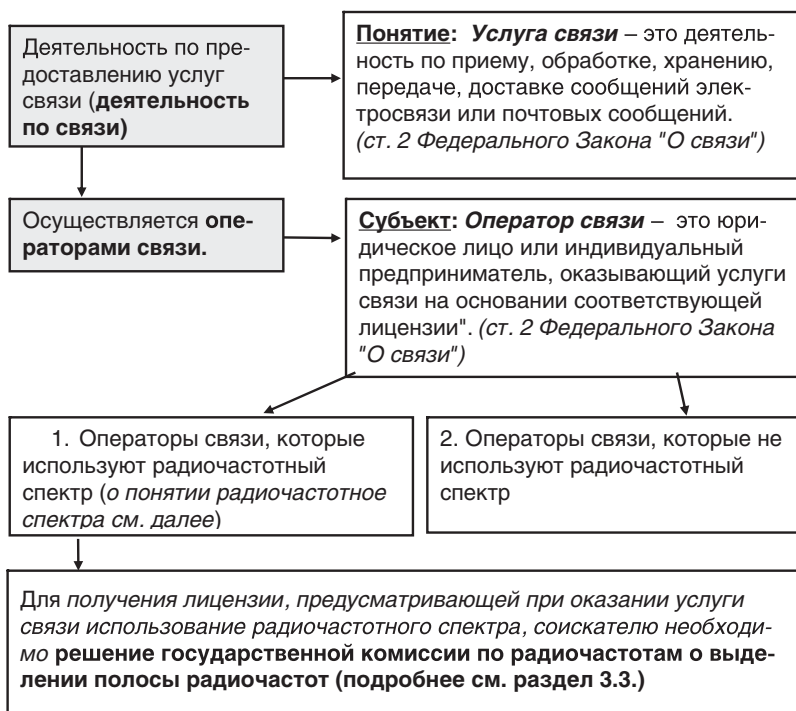 Деятельность по пре-
доставлению услуг
связи (деятельность
по связи)
Понятие: Услуга связи – это деятель-
ность по приему, обработке, хранению,
передаче, доставке сообщений элек-
тросвязи или почтовых сообщений.
(ст. 2 Федерального Закона "О связи")
Осуществляется опе-
раторами связи.
Субъект: Оператор связи – это юри-
дическое лицо или индивидуальный
предприниматель, оказывающий услуги
связи на основании соответствующей
лицензии". (ст. 2 Федерального Закона
"О связи")
1. Операторы связи, которые
используют радиочастотный
спектр (о понятии радиочастотное
спектра см. далее)
2. Операторы связи, которые не
используют радиочастотный
спектр
Для получения лицензии, предусматривающей при оказании услуги
связи использование радиочастотного спектра, соискателю необходи-
мо решение государственной комиссии по радиочастотам о выде-
лении полосы радиочастот (подробнее см. раздел 3.3.)